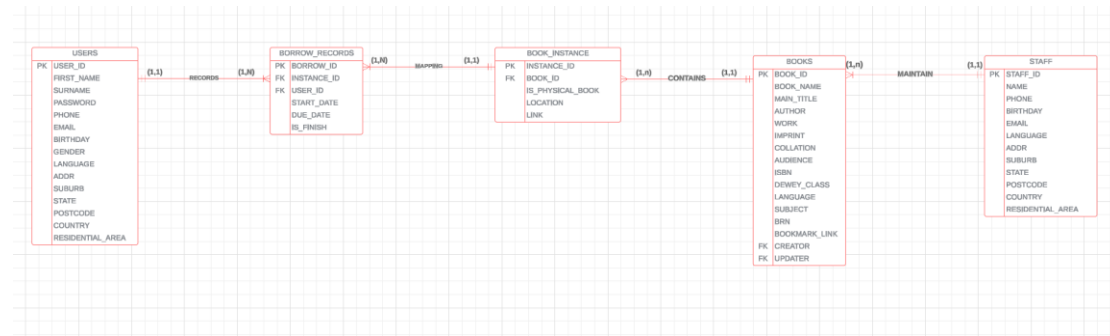 USERS
PK USER_ID
FIRST_NAME
SURNAME
PASSWORD
PHONE
EMAIL
BIRTHDAY
GENDER
LANGUAGE
ADDR
SUBURB
STATE
POSTCODE
COUNTRY
RESIDENTIAL_AREA
(1,1) RECORDS (1,N)
BORROW_RECORDS
PK BORROW_ID
FK INSTANCE_ID
FK USER_ID
START_DATE
DUE_DATE
IS_FINISH
(1,N) MAPPING (1,1)
BOOK_INSTANCE
PK INSTANCE_ID
FK BOOK_ID
IS_PHYSICAL_BOOK
LOCATION
LINK
(1,n) CONTAINS (1,1)
BOOKS
PK BOOK_ID
BOOK_NAME
MAIN_TITLE
AUTHOR
WORK
IMPRINT
COLLATION
AUDIENCE
ISBN
DEWEY_CLASS
LANGUAGE
SUBJECT
BRN
BOOKMARK_LINK
FK CREATOR
FK UPDATER
(1,n) MAINTAIN (1,1)
STAFF
PK STAFF_ID
NAME
PHONE
BIRTHDAY
EMAIL
LANGUAGE
ADDR
SUBURB
STATE
POSTCODE
COUNTRY
RESIDENTIAL_AREA